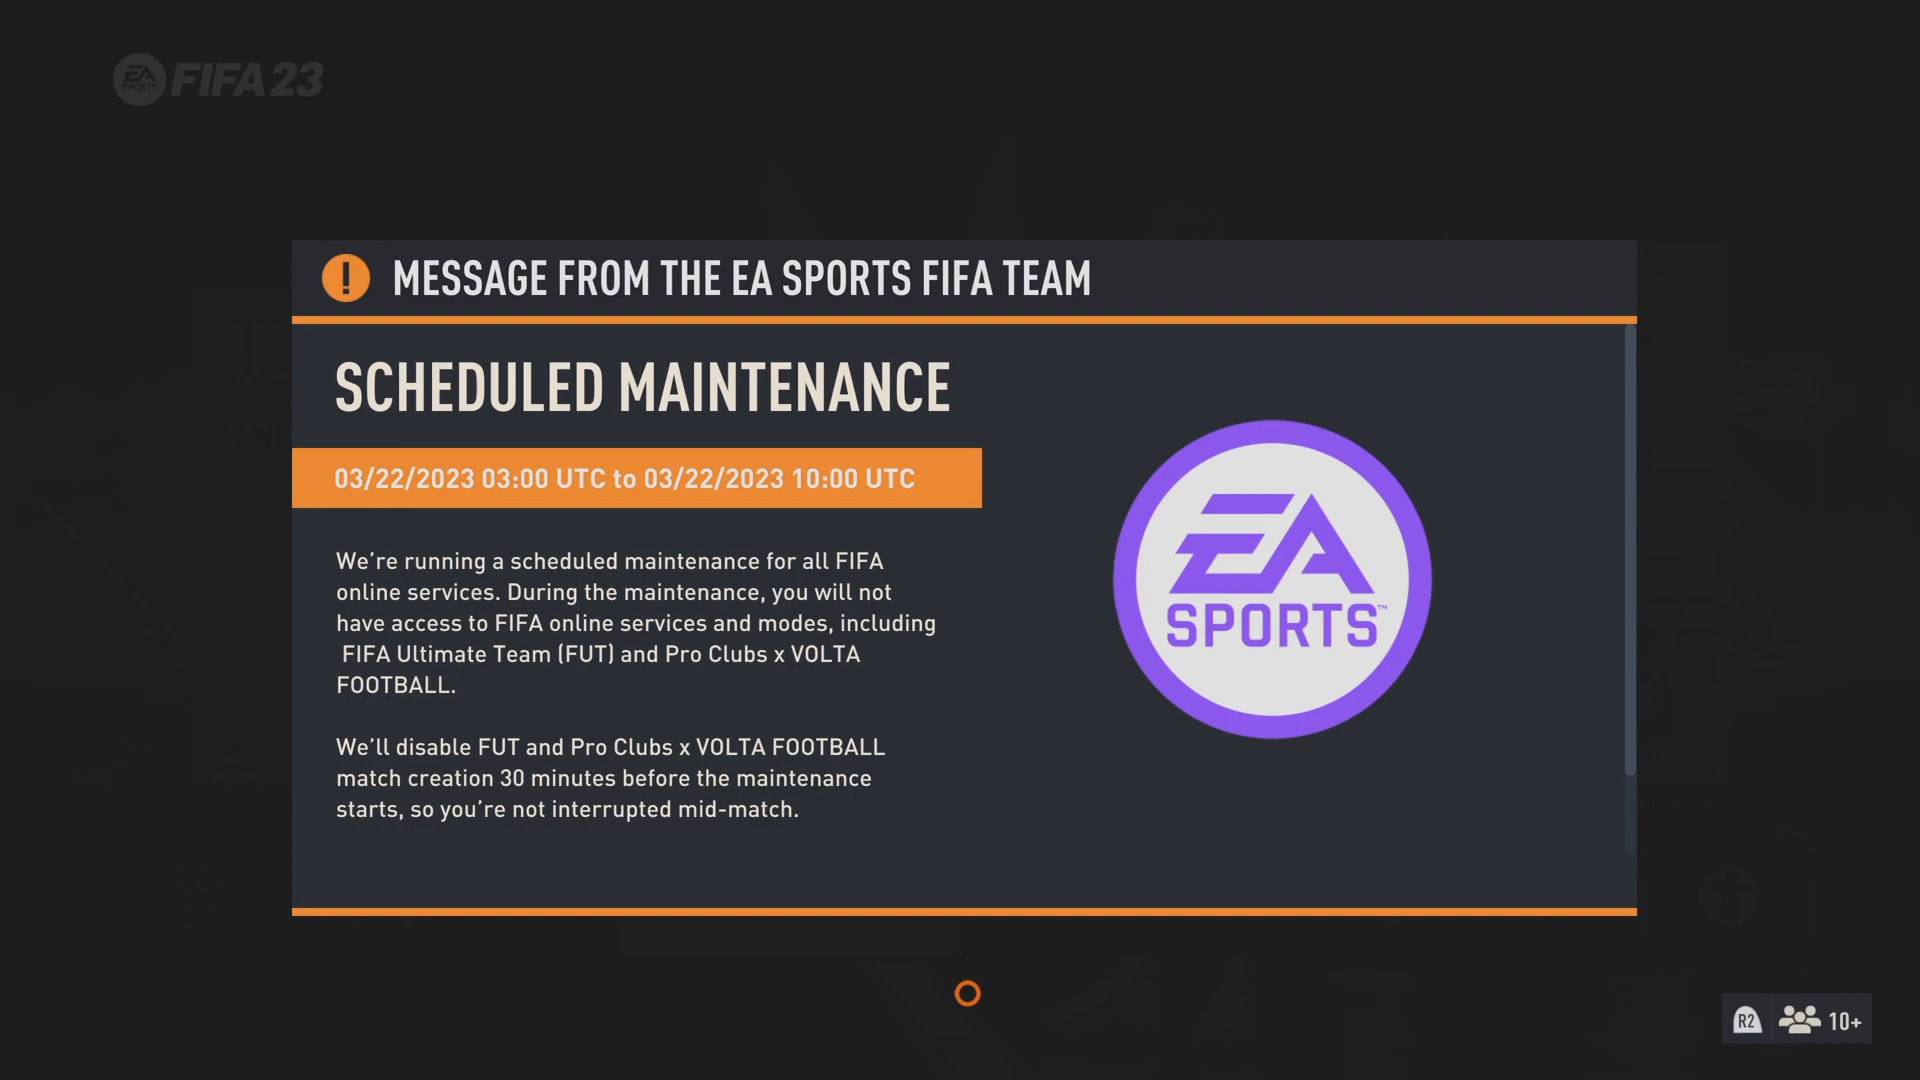 EA SPORTS FIFA 23
MESSAGE FROM THE EA SPORTS FIFA TEAM
SCHEDULED MAINTENANCE
03/22/2023 03:00 UTC to 03/22/2023 10:00 UTC
We’re running a scheduled maintenance for all FIFA
online services. During the maintenance, you will not
have access to FIFA online services and modes, including
FIFA Ultimate Team (FUT) and Pro Clubs x VOLTA
FOOTBALL.
We’ll disable FUT and Pro Clubs x VOLTA FOOTBALL
match creation 30 minutes before the maintenance
starts, so you’re not interrupted mid-match.
EA
SPORTS™
R2 10+